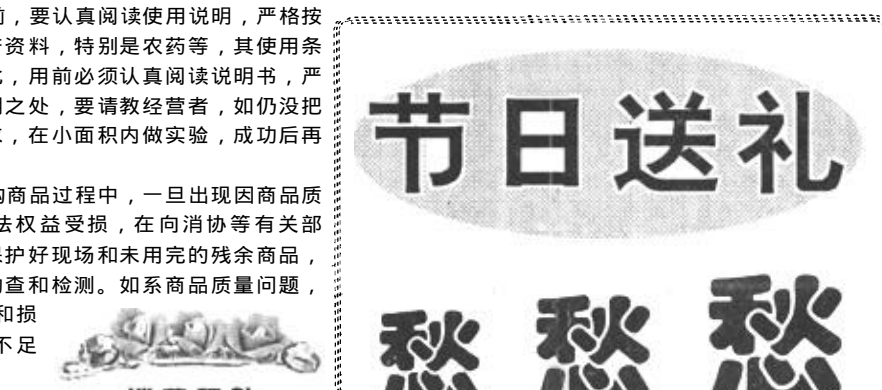 前，要认真阅读使用说明，严格按
资料，特别是农药等，其使用条
，用前必须认真阅读说明书，严
之处，要请教经营者，如仍没把
，在小面积内做实验，成功后再
商品过程中，一旦出现因商品质
法权益受损，在向消协等有关部
保护好现场和未用完的残余商品，
勘查和检测。如系商品质量问题，
和损
不足
节日送礼
愁 愁 愁